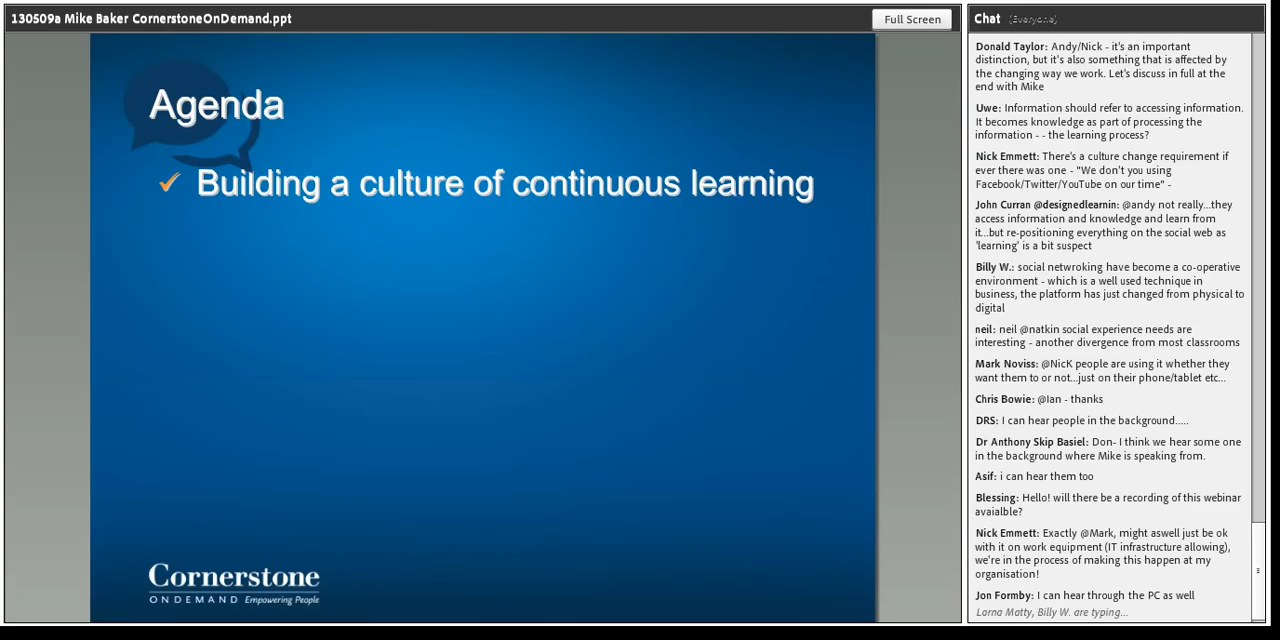 130509a Mike Baker CornerstoneOnDemand.ppt
Full Screen
Agenda
✓ Building a culture of continuous learning
Cornerstone
ONDEMAND Empowering People
Chat (Everyone)
Donald Taylor: Andy/Nick - it's an important
distinction, but it's also something that is affected by
the changing way we work. Let's discuss in full at the
end with Mike
Uwe: Information should refer to accessing information.
It becomes knowledge as part of processing the
information - - the learning process?
Nick Emmett: There's a culture change requirement if
ever there was one - "We don't you using
Facebook/Twitter/YouTube on our time" -
John Curran @designedlearnin: @andy not really...they
access information and knowledge and learn from
it...but re-positioning everything on the social web as
'learning' is a bit suspect
Billy W.: social netwroking have become a co-operative
environment - which is a well used technique in
business, the platform has just changed from physical to
digital
neil: neil @natkin social experience needs are
interesting - another divergence from most classrooms
Mark Noviss: @NicK people are using it whether they
want them to or not...just on their phone/tablet etc...
Chris Bowie: @Ian - thanks
DRS: I can hear people in the background.....
Dr Anthony Skip Basiel: Don- I think we hear some one
in the background where Mike is speaking from.
Asif: i can hear them too
Blessing: Hello! will there be a recording of this webinar
avaialble?
Nick Emmett: Exactly @Mark, might aswell just be ok
with it on work equipment (IT infrastructure allowing),
we're in the process of making this happen at my
organisation!
Jon Formby: I can hear through the PC as well
Lorna Matty, Billy W. are typing...